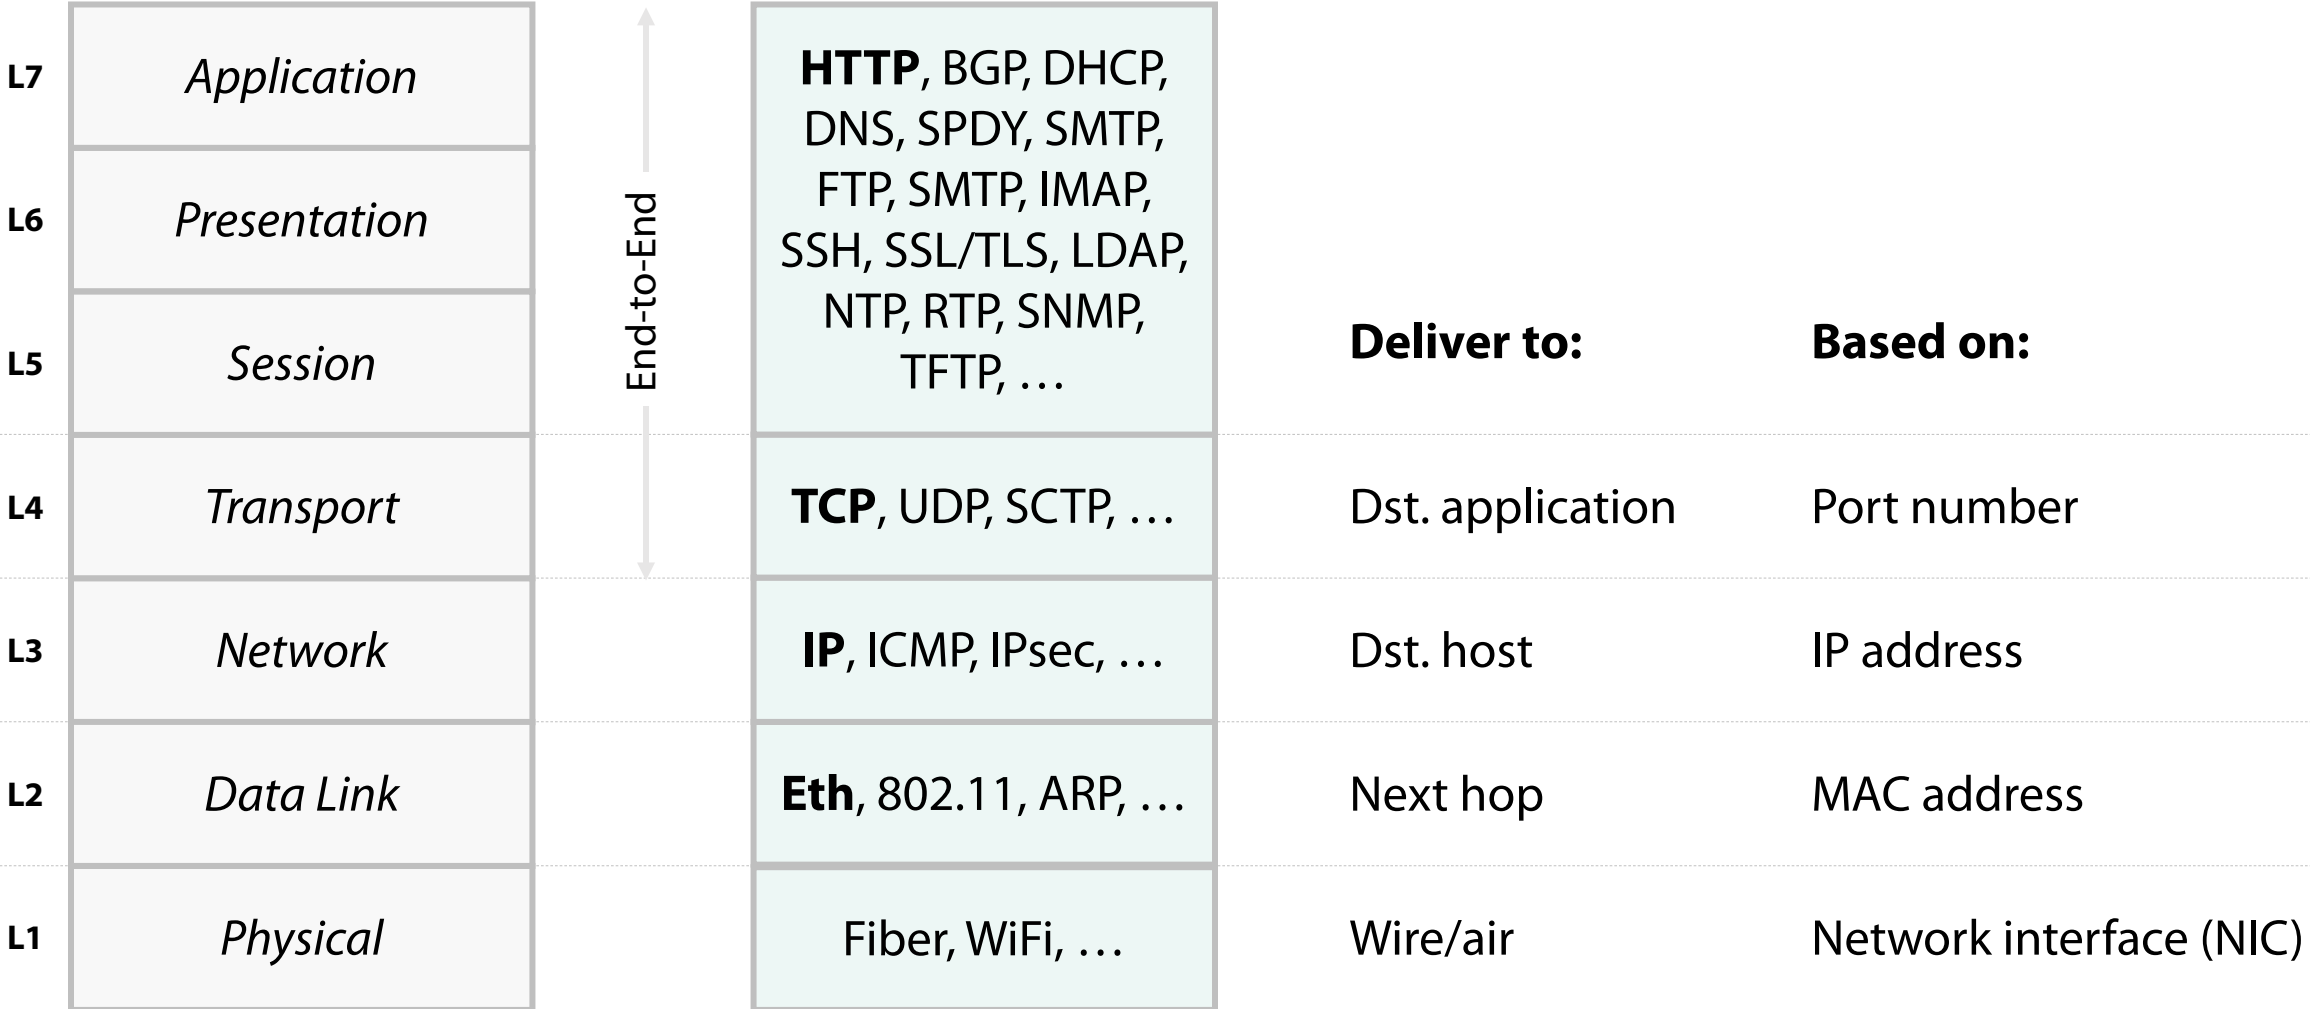 L7
Application
HTTP, BGP, DHCP,
DNS, SPDY, SMTP,
FTP, SMTP, IMAP,
SSH, SSL/TLS, LDAP,
NTP, RTP, SNMP,
TFTP, …
L6
Presentation
End-to-End
L5
Session
Deliver to:
Based on:
L4
Transport
TCP, UDP, SCTP, …
Dst. application
Port number
L3
Network
IP, ICMP, IPsec, …
Dst. host
IP address
L2
Data Link
Eth, 802.11, ARP, …
Next hop
MAC address
L1
Physical
Fiber, WiFi, …
Wire/air
Network interface (NIC)